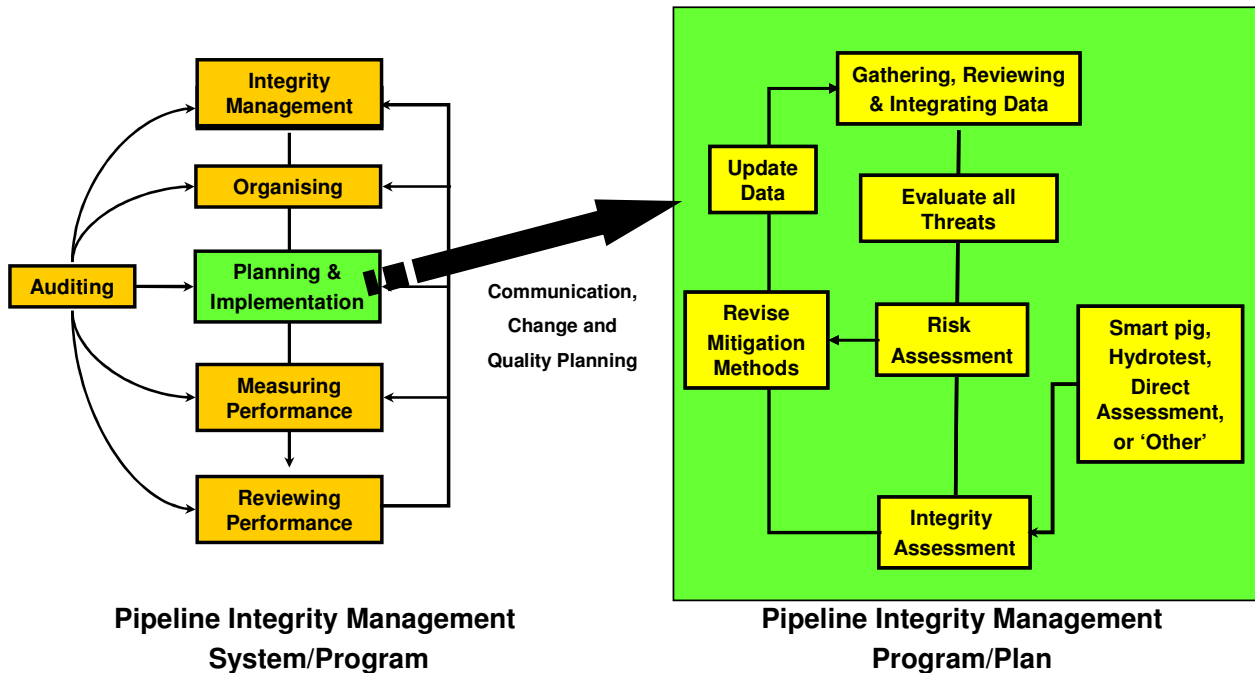 Integrity
Management
Organising
Auditing
Planning &
Implementation
Measuring
Performance
Reviewing
Performance
Pipeline Integrity Management
System/Program
Communication,
Change and
Quality Planning
Gathering, Reviewing
& Integrating Data
Update
Data
Evaluate all
Threats
Revise
Mitigation
Methods
Risk
Assessment
Smart pig,
Hydrotest,
Direct
Assessment,
or ‘Other’
Integrity
Assessment
Pipeline Integrity Management
Program/Plan